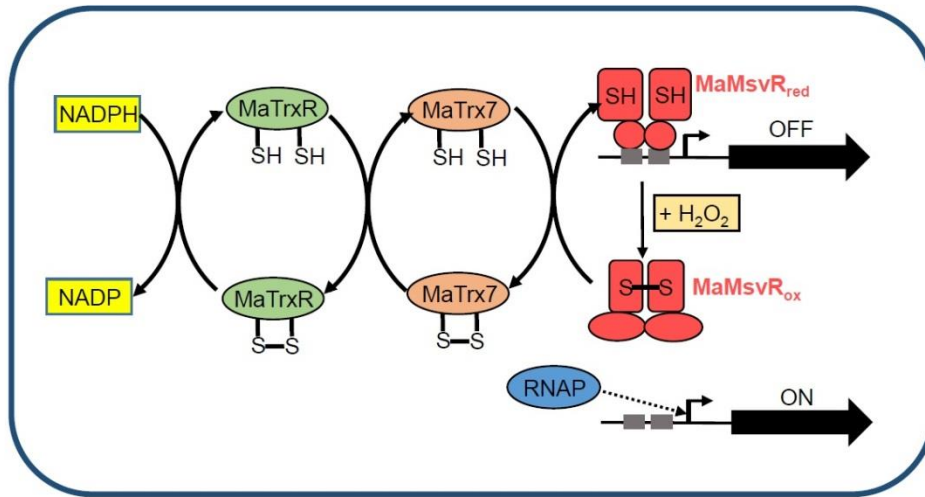 NADPH
MaTrxR
SH SH
MaTrx7
SH SH
SH SH
MaMsvRred
OFF
+ H2O2
NADP
MaTrxR
S S
MaTrx7
S S
S S
MaMsvRox
RNAP
ON